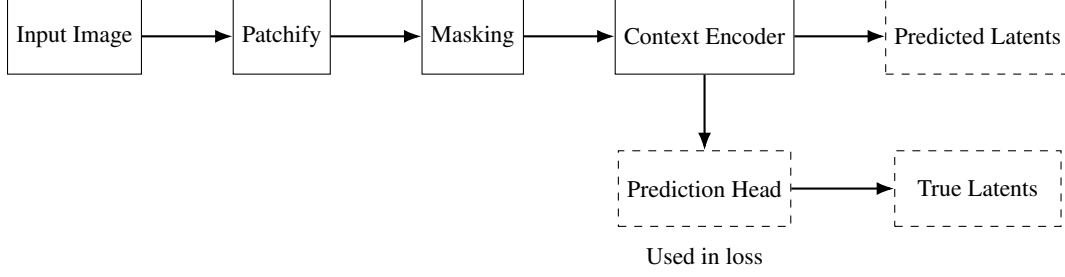 Input Image
Patchify
Masking
Context Encoder
Predicted Latents
Prediction Head
True Latents
Used in loss